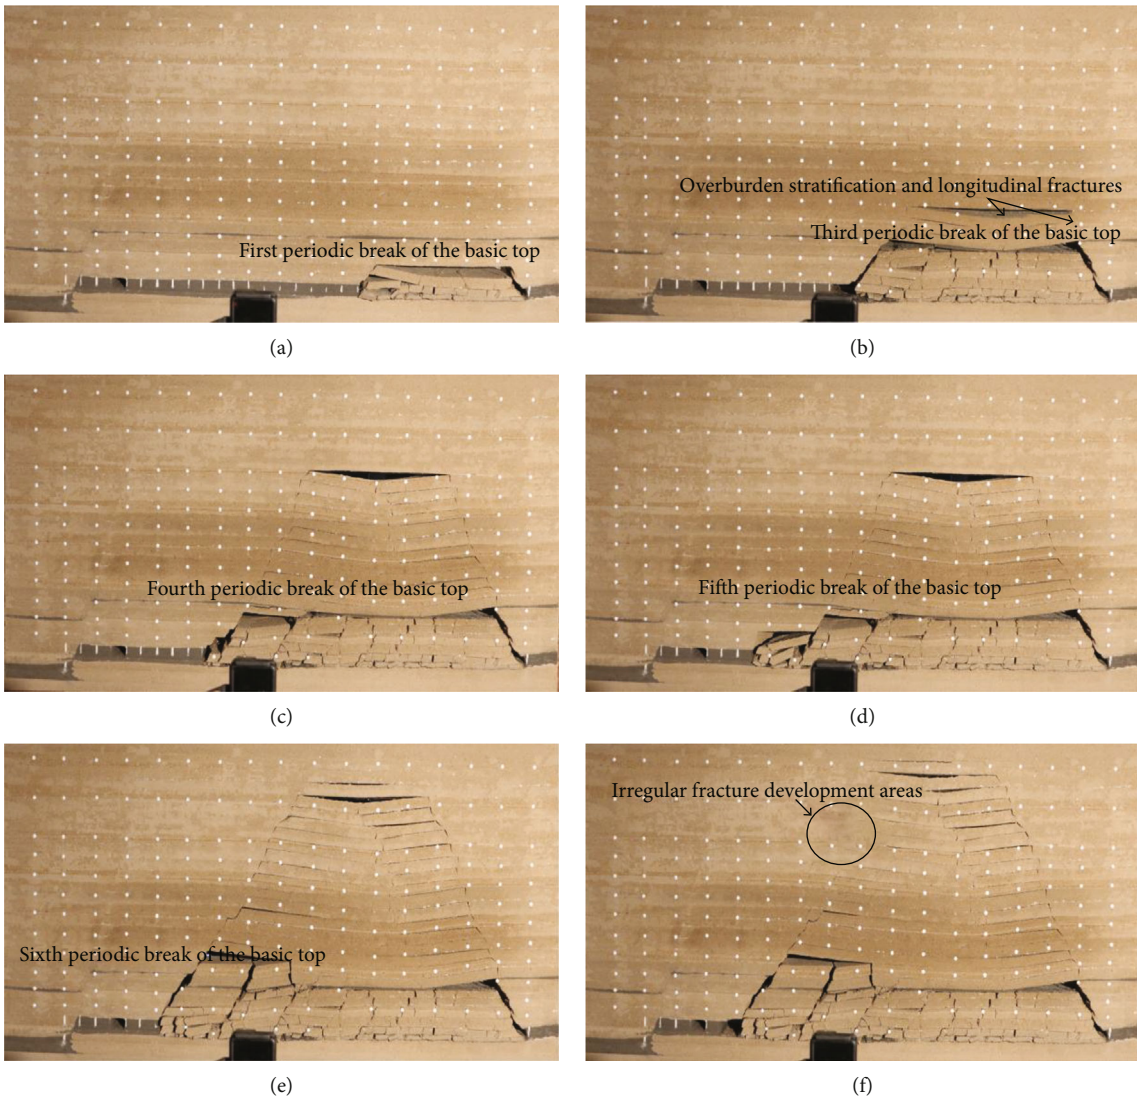 First periodic break of the basic top
(a)
Overburden stratification and longitudinal fractures
Third periodic break of the basic top
(b)
Fourth periodic break of the basic top
(c)
Fifth periodic break of the basic top
(d)
Sixth periodic break of the basic top
(e)
Irregular fracture development areas
(f)